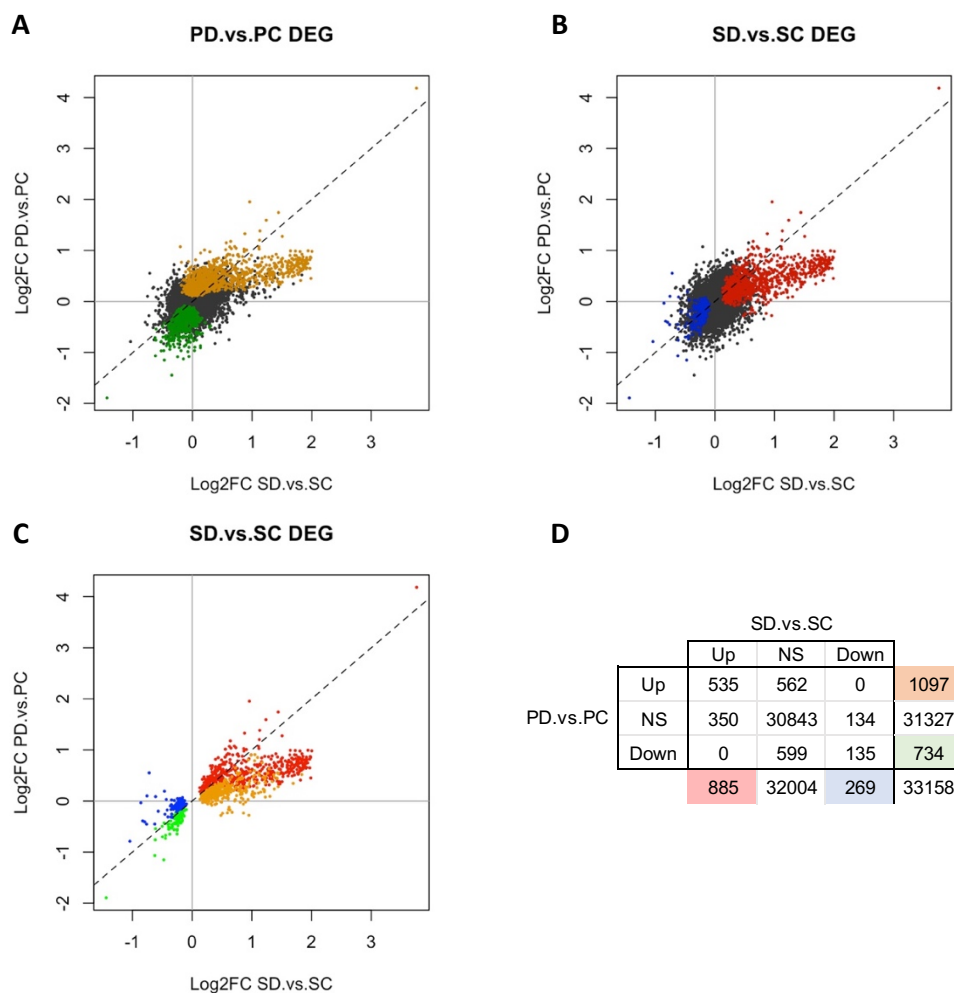 A
PD.vs.PC DEG
Log2FC PD.vs.PC
4
3
2
1
0
-1
-2
-1 0 1 2 3
Log2FC SD.vs.SC
B
SD.vs.SC DEG
Log2FC PD.vs.PC
4
3
2
1
0
-1
-2
-1 0 1 2 3
Log2FC SD.vs.SC
C
SD.vs.SC DEG
Log2FC PD.vs.PC
4
3
2
1
0
-1
-2
-1 0 1 2 3
Log2FC SD.vs.SC
D
SD.vs.SC
Up NS Down
PD.vs.PC
Up 535 562 0 1097
NS 350 30843 134 31327
Down 0 599 135 734
885 32004 269 33158